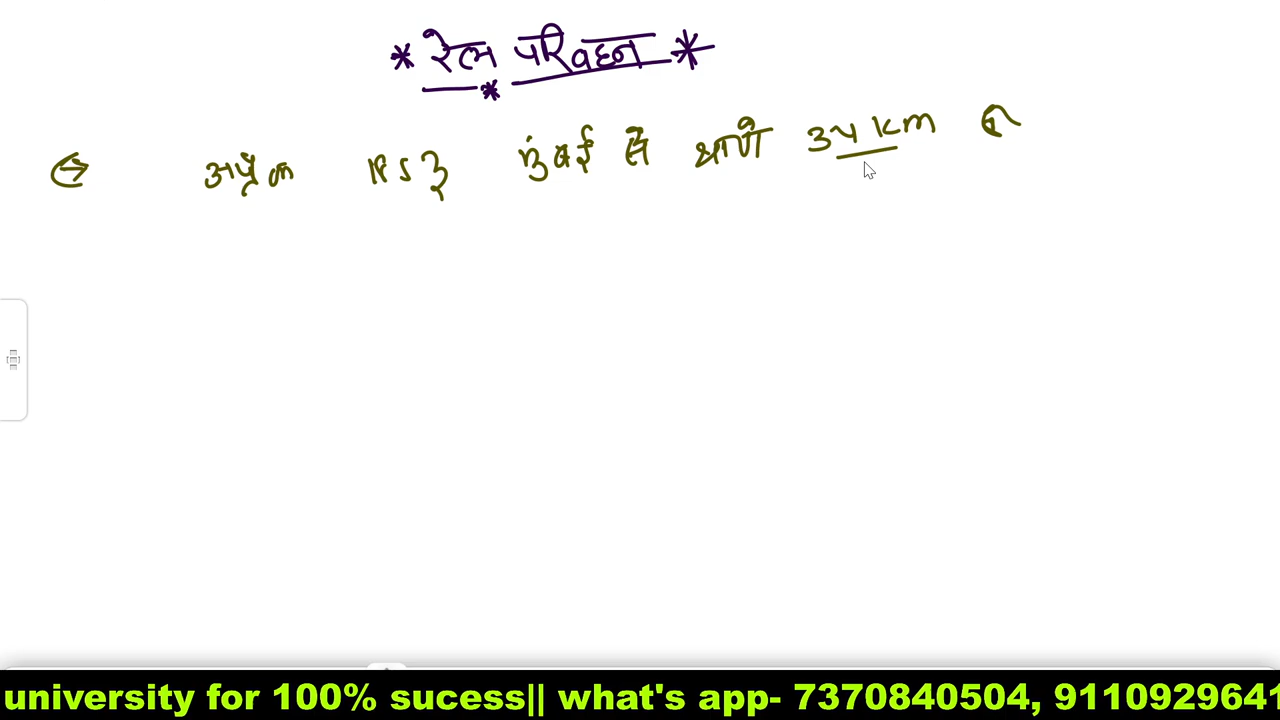 * रेल परिवहन *
*
⇒ अप्रैल 1853 मुंबई से थाणे 34 km त
university for 100% sucess|| what's app- 7370840504, 9110929641